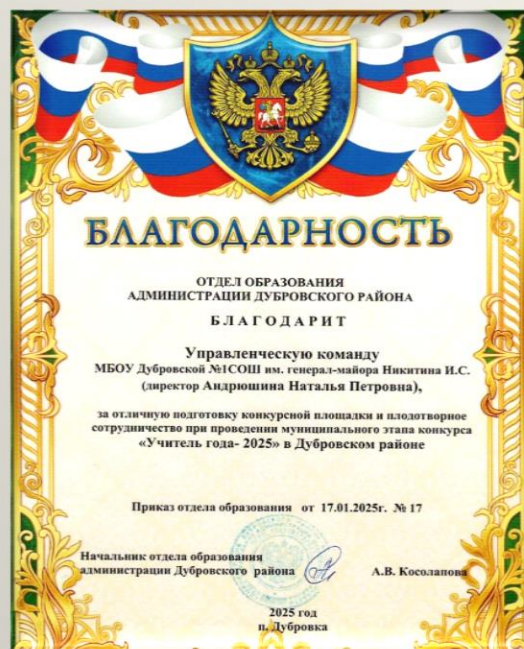 БЛАГОДАРНОСТЬ
ОТДЕЛ ОБРАЗОВАНИЯ
АДМИНИСТРАЦИИ ДУБРОВСКОГО РАЙОНА
БЛАГОДАРИТ
Управленческую команду
МБОУ Дубровской №1СОШ им. генерал-майора Никитина И.С.
(директор Андрюшина Наталья Петровна),
за отличную подготовку конкурсной площадки и плодотворное
сотрудничество при проведении муниципального этапа конкурса
«Учитель года- 2025» в Дубровском районе
Приказ отдела образования от 17.01.2025г. № 17
Начальник отдела образования
администрации Дубровского района А.В. Косолапова
2025 год
п. Дубровка